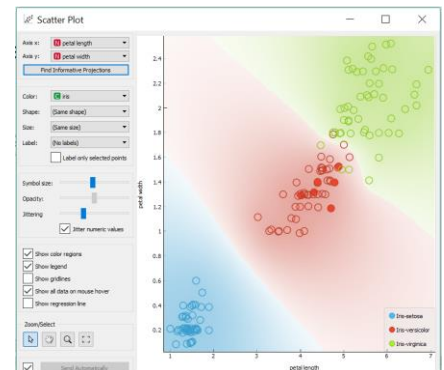 Scatter Plot
Axis x: N petal length
Axis y: N petal width
Find Informative Projections
Color: C iris
Shape: (Same shape)
Size: (Same size)
Label: (No labels)
Label only selected points
Symbol size:
Opacity:
Jittering
Jitter numeric values
Show color regions
Show legend
Show gridlines
Show all data on mouse hover
Show regression line
Zoom/Select
Send Automatically
petal width
2.4
2.2
2
1.8
1.6
1.4
1.2
1
0.8
0.6
0.4
0.2
1 2 3 4 5 6 7
petal length
Iris-setosa
Iris-versicolor
Iris-virginica